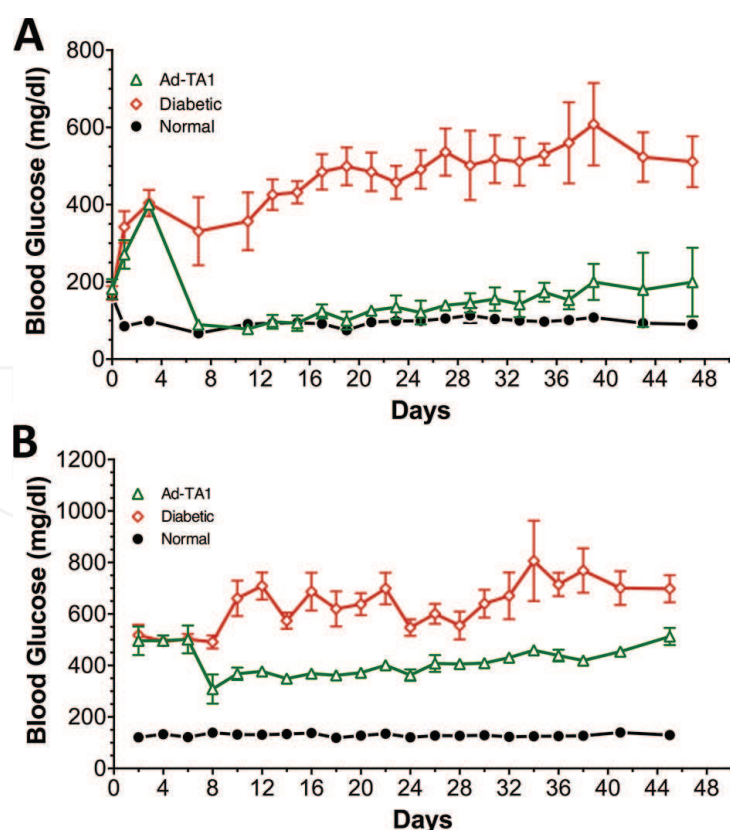 A
800
Ad-TA1
Diabetic
Normal
600
400
200
0
Blood Glucose (mg/dl)
0 4 8 12 16 20 24 28 32 36 40 44 48
Days
B
1200
Ad-TA1
Diabetic
Normal
1000
800
600
400
200
0
Blood Glucose (mg/dl)
0 4 8 12 16 20 24 28 32 36 40 44 48
Days